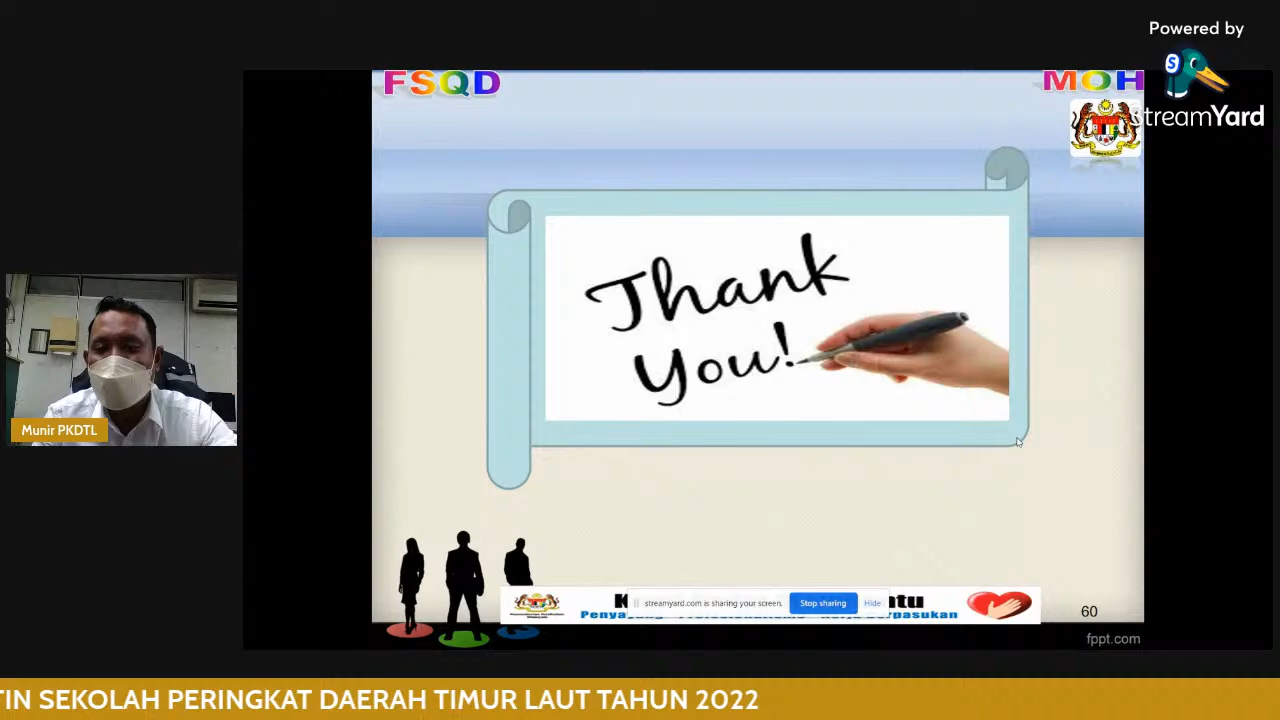 Powered by
StreamYard
FSQD
MOH
Thank
You!
Munir PKDTL
streamyard.com is sharing your screen.
Stop sharing
Hide
60
fppt.com
SEKOLAH PERINGKAT DAERAH TIMUR LAUT TAHUN 2022